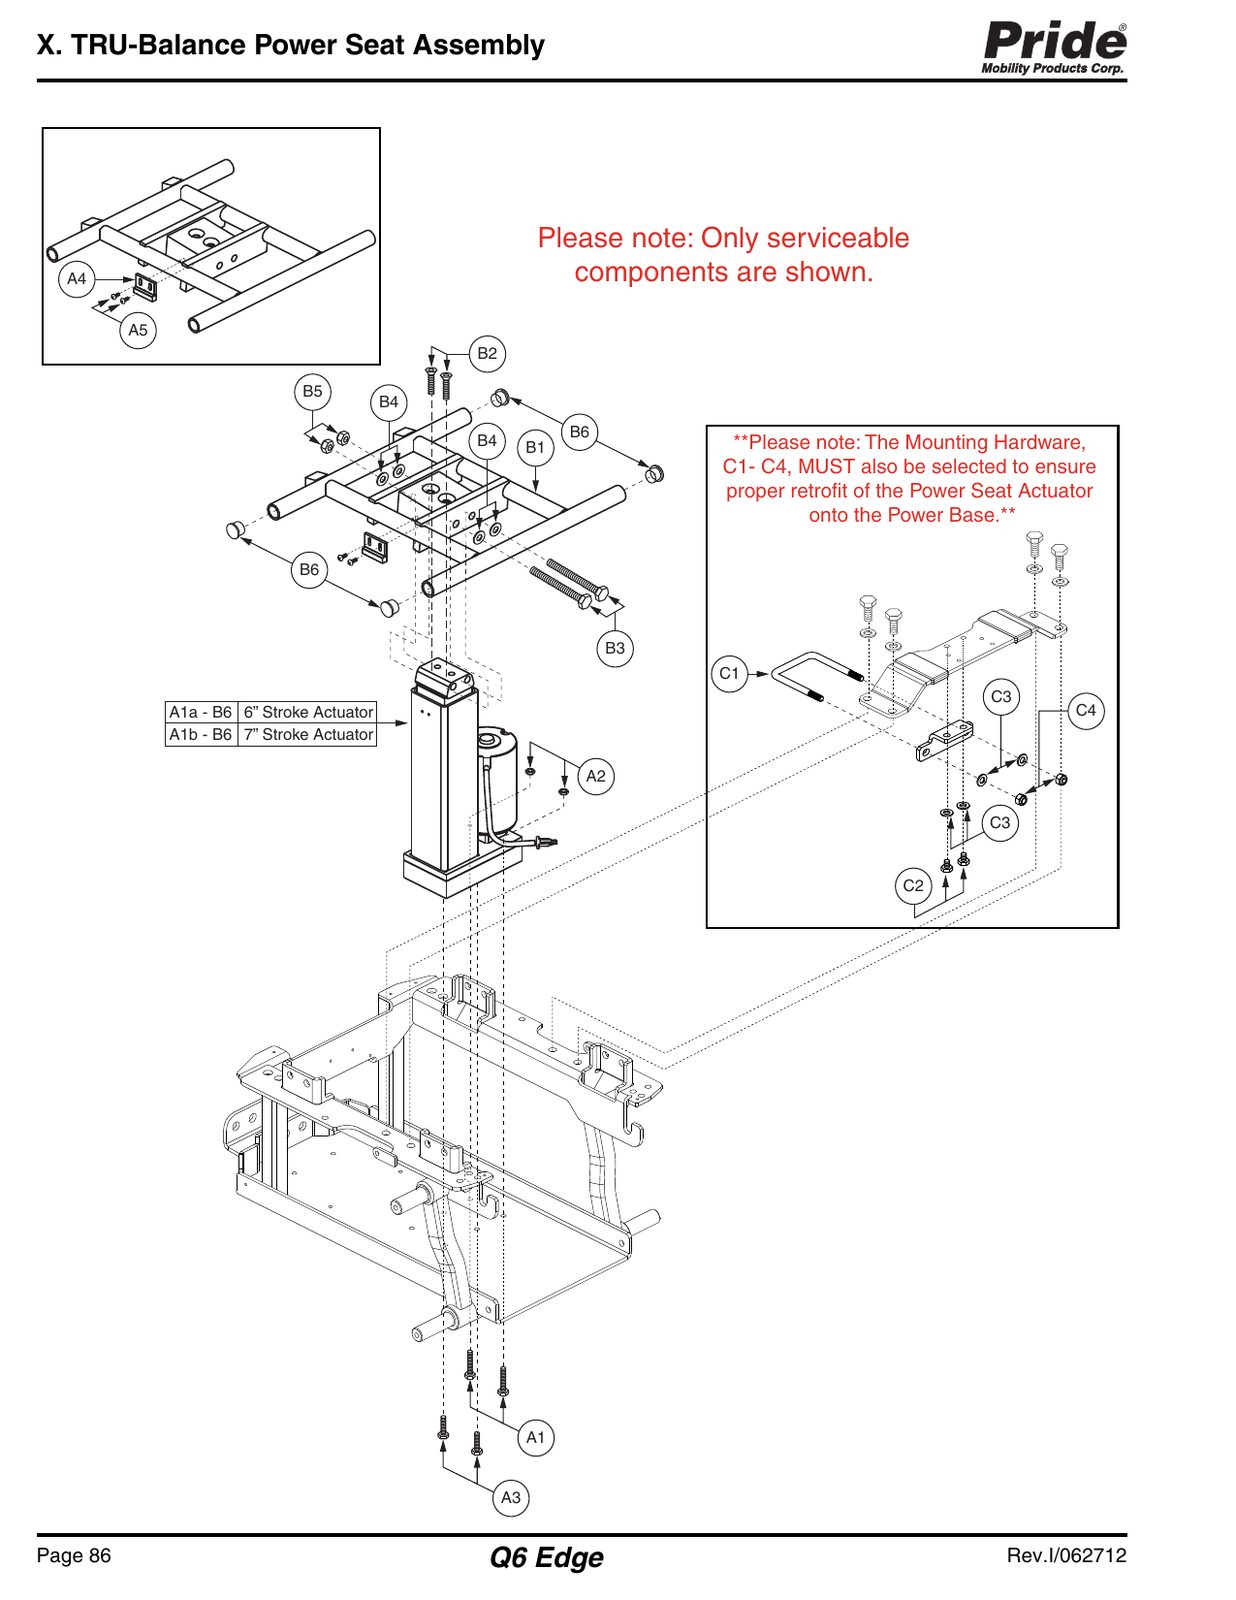 X. TRU-Balance Power Seat Assembly
Pride®
Mobility Products Corp.
A4
A5
Please note: Only serviceable
components are shown.
B2
B5
B4
B6
B4
B1
B6
B3
**Please note: The Mounting Hardware,
C1- C4, MUST also be selected to ensure
proper retrofit of the Power Seat Actuator
onto the Power Base.**
C1
C3
C4
C3
C2
A1a - B6 6” Stroke Actuator
A1b - B6 7” Stroke Actuator
A2
A1
A3
Page 86
Q6 Edge
Rev.I/062712